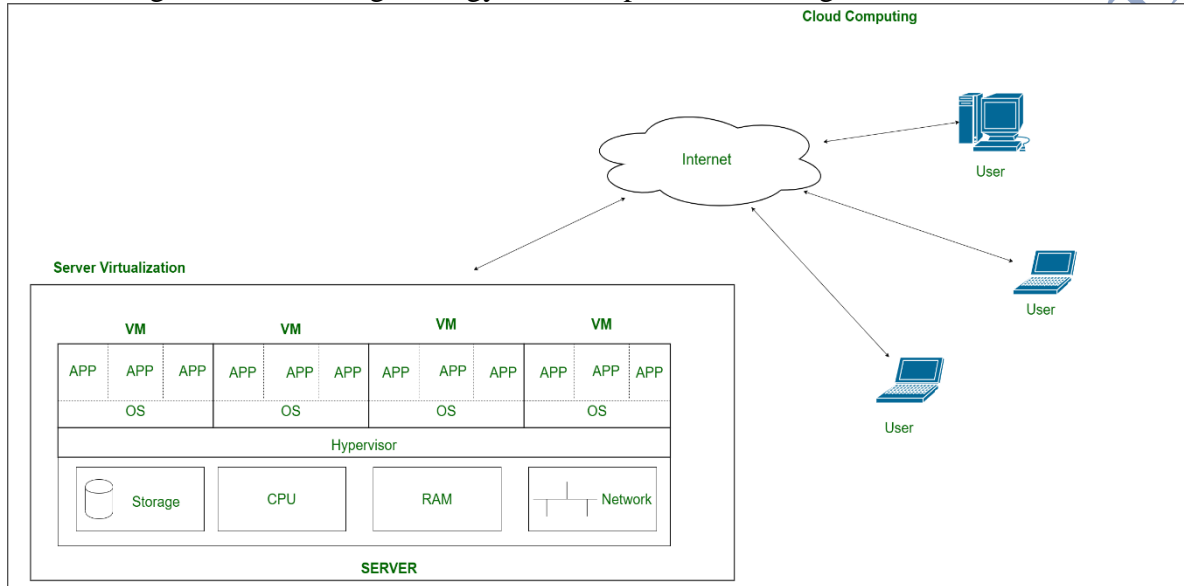 Cloud Computing
Internet
User
Server Virtualization
User
VM VM VM VM
APP APP APP APP APP APP APP APP APP APP APP APP
OS OS OS OS
User
Hypervisor
Storage CPU RAM Network
SERVER